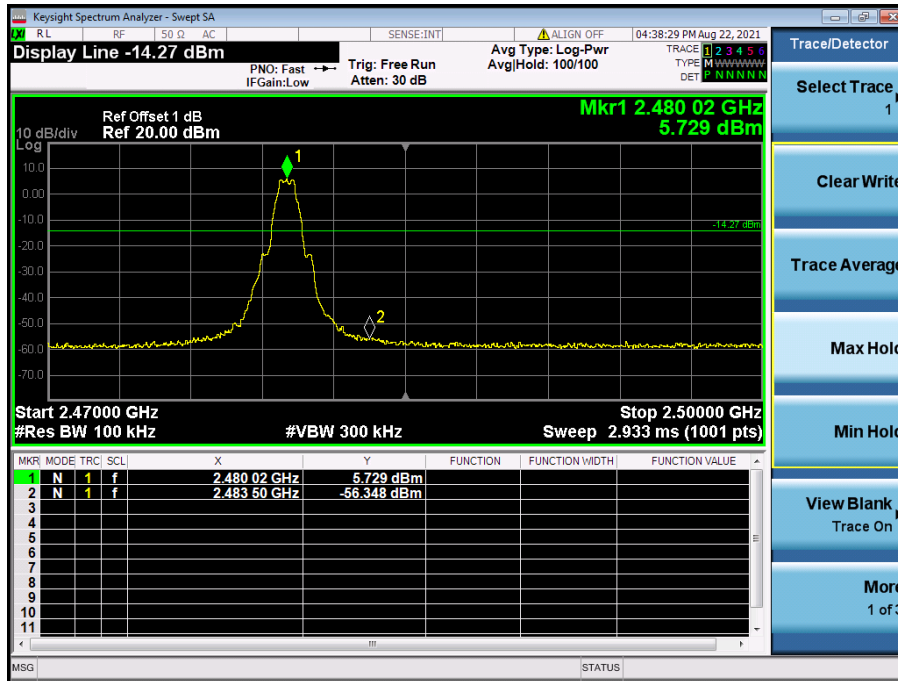 Keysight Spectrum Analyzer - Swept SA
LXI RL RF 50 Ω AC SENSE:INT ALIGN OFF 04:38:29 PM Aug 22, 2021
Display Line -14.27 dBm
PNO: Fast
IFGain:Low
Trig: Free Run
Atten: 30 dB
Avg Type: Log-Pwr
Avg|Hold: 100/100
TRACE 1 2 3 4 5 6
TYPE M W W W W W
DET P N N N N N
Trace/Detector
Select Trace
1
Clear Write
Trace Average
Max Hold
Min Hold
View Blank
Trace On
More
1 of 3
Mkr1 2.480 02 GHz
5.729 dBm
Ref Offset 1 dB
Ref 20.00 dBm
10 dB/div
Log
10.0
0.00
-10.0
-20.0
-30.0
-40.0
-50.0
-60.0
-70.0
1
2
-14.27 dBm
Start 2.47000 GHz
Stop 2.50000 GHz
#Res BW 100 kHz
#VBW 300 kHz
Sweep 2.933 ms (1001 pts)
MKR MODE TRC SCL X Y FUNCTION FUNCTION WIDTH FUNCTION VALUE
1 N 1 f 2.480 02 GHz 5.729 dBm
2 N 1 f 2.483 50 GHz -56.348 dBm
3
4
5
6
7
8
9
10
11
MSG
STATUS